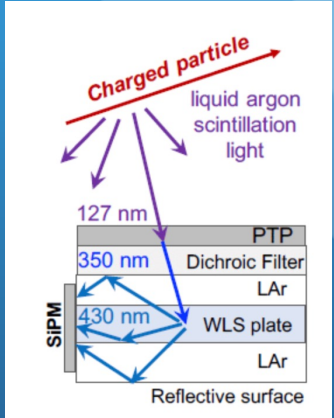 Charged particle
liquid argon
scintillation
light
127 nm
PTP
350 nm
Dichroic Filter
LAr
SiPM
430 nm
WLS plate
LAr
Reflective surface